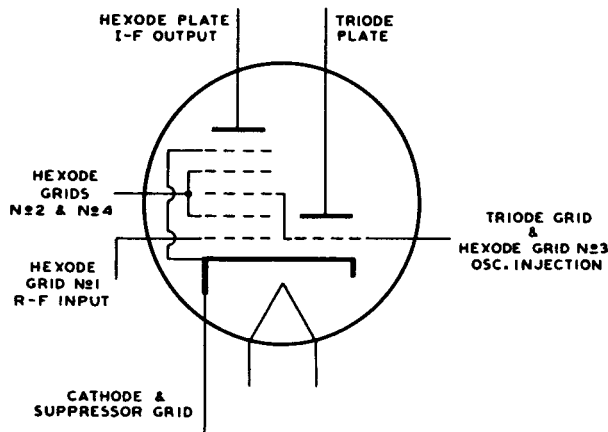 HEXODE PLATE
I-F OUTPUT
TRIODE
PLATE
HEXODE
GRIDS
Nº2 & Nº4
HEXODE
GRID Nº1
R-F INPUT
TRIODE GRID
&
HEXODE GRID Nº3
OSC. INJECTION
CATHODE &
SUPPRESSOR GRID